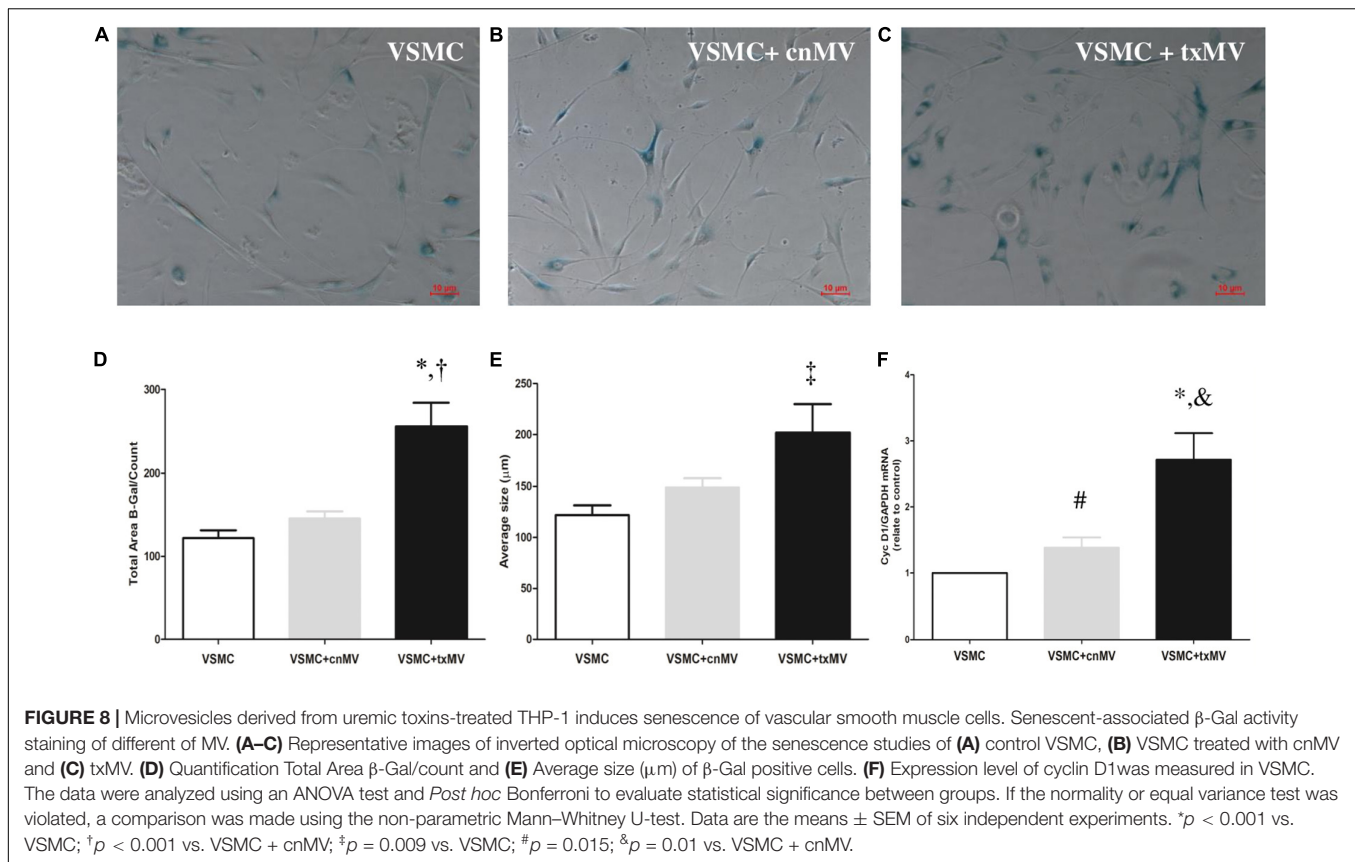 A
VSMC
10 µm
B
VSMC+ cnMV
10 µm
C
VSMC + txMV
10 µm
D
Total Area B-Gal/Count
300
200
100
0
*,†
VSMC
VSMC+cnMV
VSMC+txMV
E
Average size (µm)
250
200
150
100
50
0
‡
VSMC
VSMC+cnMV
VSMC+txMV
F
Cyc D1/GAPDH mRNA
(relate to control)
4
3
2
1
0
#
*,&
VSMC
VSMC+cnMV
VSMC+txMV
FIGURE 8 | Microvesicles derived from uremic toxins-treated THP-1 induces senescence of vascular smooth muscle cells. Senescent-associated β-Gal activity
staining of different of MV. (A–C) Representative images of inverted optical microscopy of the senescence studies of (A) control VSMC, (B) VSMC treated with cnMV
and (C) txMV. (D) Quantification Total Area β-Gal/count and (E) Average size (µm) of β-Gal positive cells. (F) Expression level of cyclin D1was measured in VSMC.
The data were analyzed using an ANOVA test and Post hoc Bonferroni to evaluate statistical significance between groups. If the normality or equal variance test was
violated, a comparison was made using the non-parametric Mann–Whitney U-test. Data are the means ± SEM of six independent experiments. *p < 0.001 vs.
VSMC; †p < 0.001 vs. VSMC + cnMV; ‡p = 0.009 vs. VSMC; #p = 0.015; &p = 0.01 vs. VSMC + cnMV.